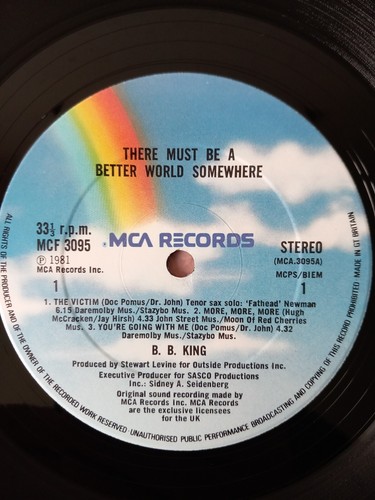 THERE MUST BE A
BETTER WORLD SOMEWHERE
33⅓ r.p.m.
MCF 3095
Ⓟ 1981
MCA Records Inc.
1
MCA RECORDS
STEREO
(MCA.3095A)
MCPS/BIEM
1
1. THE VICTIM (Doc Pomus/Dr. John) Tenor sax solo: 'Fathead' Newman
6.15 Daremolby Mus./Stazybo Mus. 2. MORE, MORE, MORE (Hugh
McCracken/Jay Hirsh) 4.33 John Street Mus./Moon Of Red Cherries
Mus. 3. YOU'RE GOING WITH ME (Doc Pomus/Dr. John) 4.32
Daremolby Mus./Stazybo Mus.
B. B. KING
Produced by Stewart Levine for Outside Productions Inc.
Executive Producer for SASCO Productions
Inc.: Sidney A. Seidenberg
Original sound recording made by
MCA Records Inc. MCA Records
are the exclusive licensees
for the UK
ALL RIGHTS OF THE PRODUCER AND OF THE OWNER OF THE RECORDED WORK RESERVED · UNAUTHORISED PUBLIC PERFORMANCE BROADCASTING AND COPYING OF THIS RECORD PROHIBITED MADE IN GT BRITAIN.